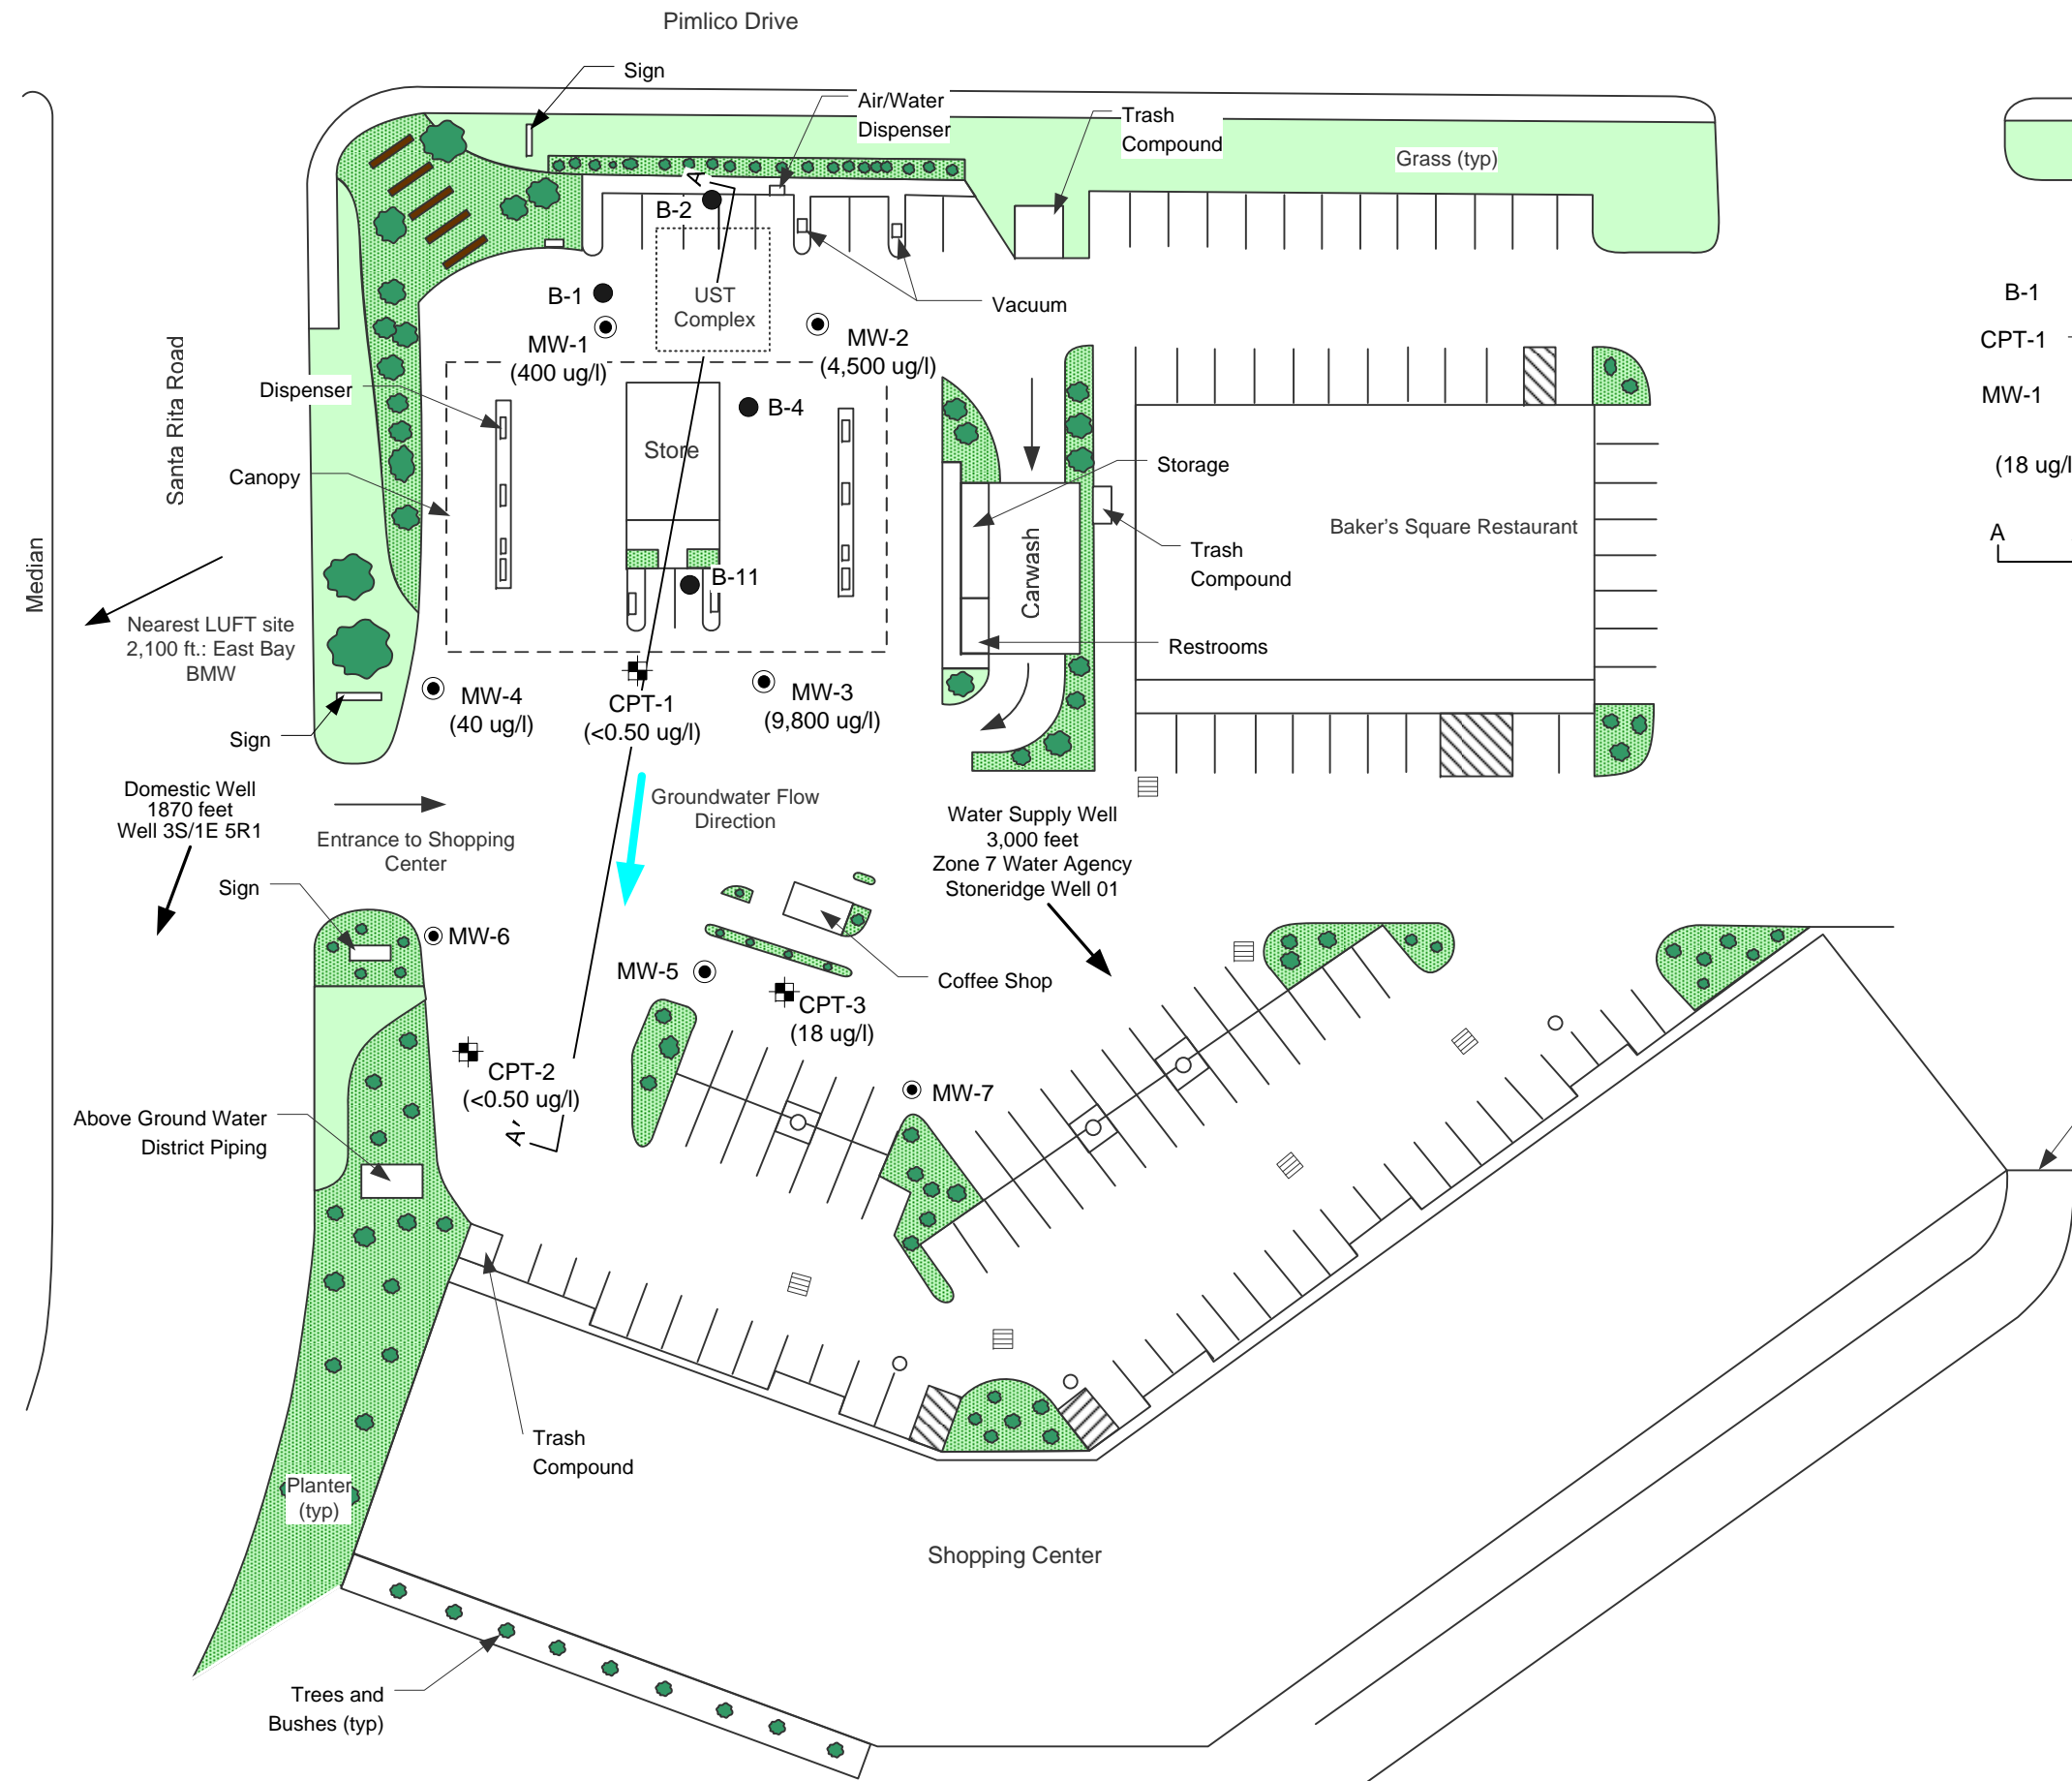 Pimlico Drive
Sign
Air/Water
Dispenser
Trash
Compound
Grass (typ)
A
B-2
B-1
UST
Complex
Vacuum
MW-1
(400 ug/l)
MW-2
(4,500 ug/l)
B-1
CPT-1
MW-1
(18 ug/l
A
Santa Rita Road
Median
Dispenser
Canopy
Store
B-4
B-11
Storage
Carwash
Trash
Compound
Restrooms
Baker's Square Restaurant
Nearest LUFT site
2,100 ft.: East Bay
BMW
Sign
MW-4
(40 ug/l)
CPT-1
(<0.50 ug/l)
MW-3
(9,800 ug/l)
Domestic Well
1870 feet
Well 3S/1E 5R1
Entrance to Shopping
Center
Groundwater Flow
Direction
Water Supply Well
3,000 feet
Zone 7 Water Agency
Stoneridge Well 01
Sign
MW-6
MW-5
Coffee Shop
CPT-3
(18 ug/l)
CPT-2
(<0.50 ug/l)
MW-7
A'
Above Ground Water
District Piping
Trash
Compound
Planter
(typ)
Shopping Center
Trees and
Bushes (typ)